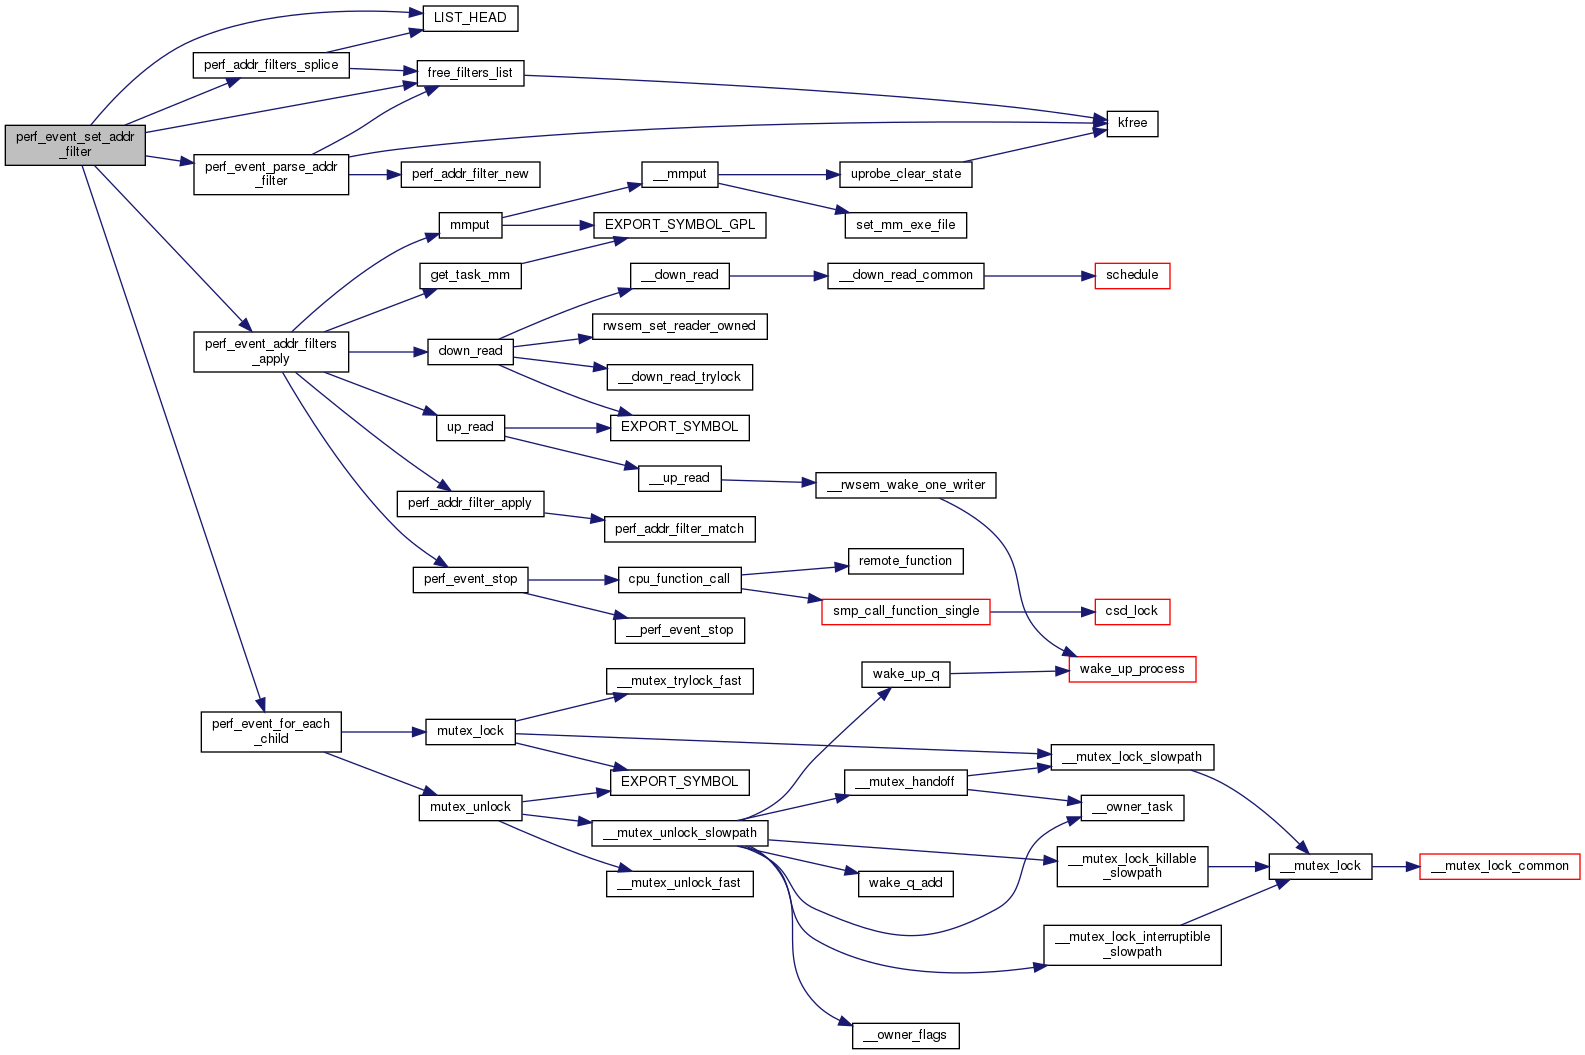 LIST_HEAD
perf_addr_filters_splice
free_filters_list
kfree
perf_event_set_addr
_filter
perf_event_parse_addr
_filter
perf_addr_filter_new
__mmput
uprobe_clear_state
mmput
EXPORT_SYMBOL_GPL
set_mm_exe_file
get_task_mm
__down_read
__down_read_common
schedule
rwsem_set_reader_owned
perf_event_addr_filters
_apply
down_read
__down_read_trylock
up_read
EXPORT_SYMBOL
__up_read
__rwsem_wake_one_writer
perf_addr_filter_apply
perf_addr_filter_match
remote_function
perf_event_stop
cpu_function_call
smp_call_function_single
csd_lock
__perf_event_stop
wake_up_q
wake_up_process
__mutex_trylock_fast
perf_event_for_each
_child
mutex_lock
__mutex_lock_slowpath
EXPORT_SYMBOL
__mutex_handoff
mutex_unlock
__owner_task
__mutex_unlock_slowpath
__mutex_lock_killable
_slowpath
__mutex_lock
__mutex_lock_common
__mutex_unlock_fast
wake_q_add
__mutex_lock_interruptible
_slowpath
__owner_flags